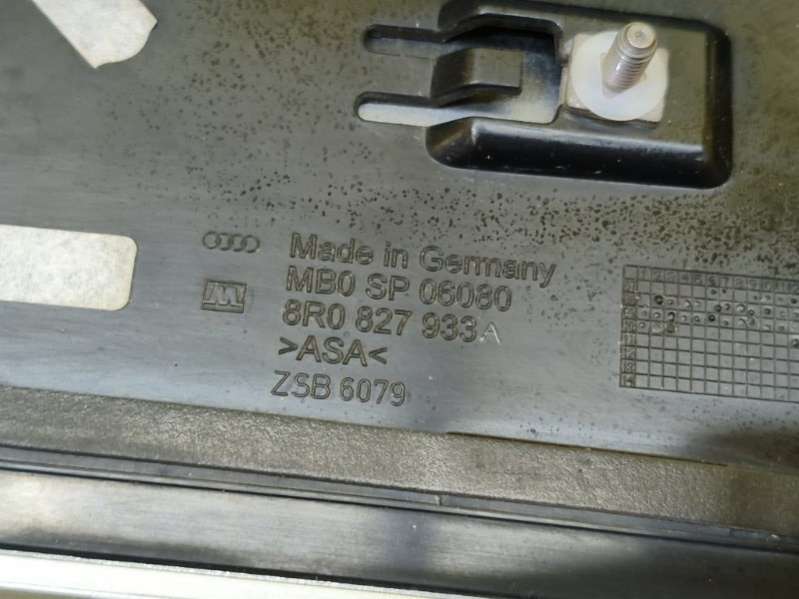 Made in Germany
MB0 SP 06080
8R0 827 933 A
>ASA<
ZSB 6079